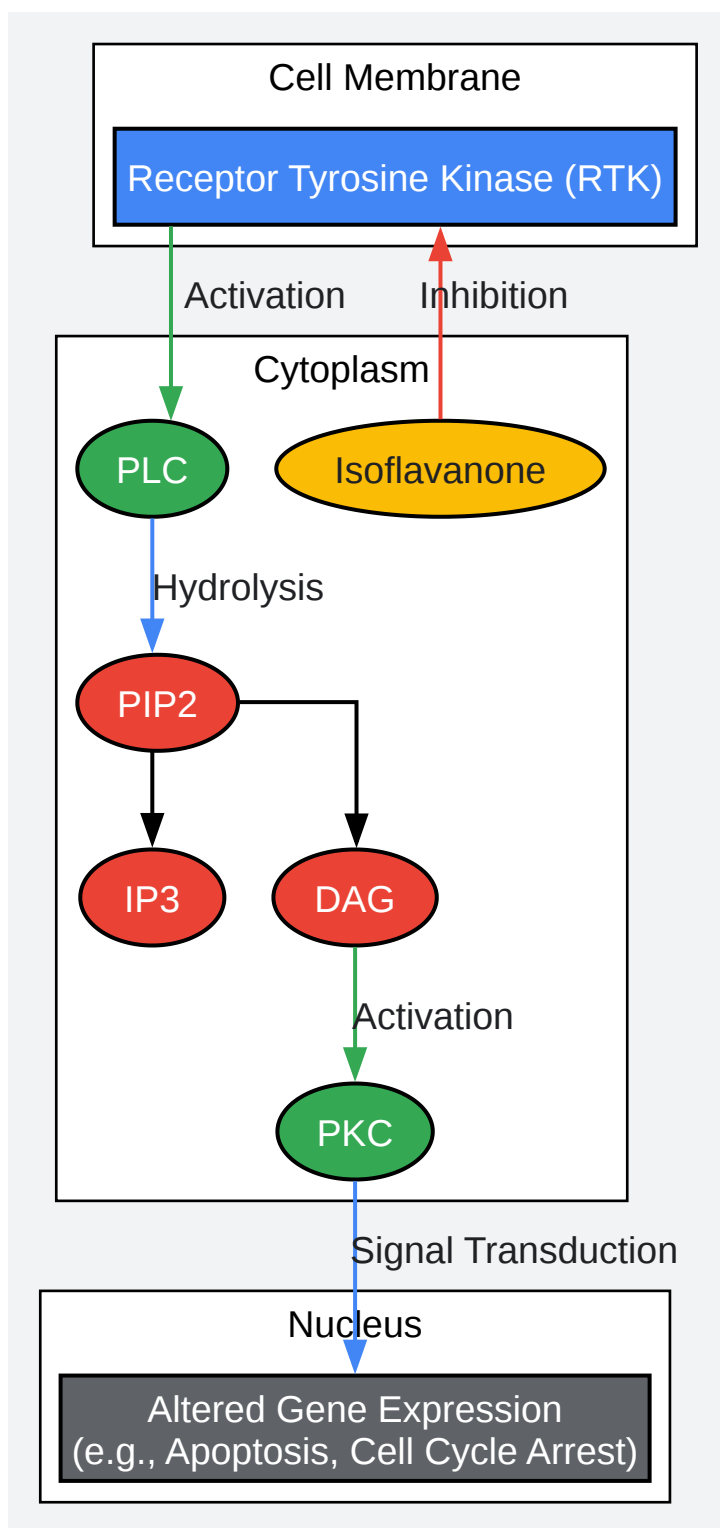 Cell Membrane
Receptor Tyrosine Kinase (RTK)
Activation
Inhibition
Cytoplasm
PLC
Isoflavanone
Hydrolysis
PIP2
IP3
DAG
Activation
PKC
Signal Transduction
Nucleus
Altered Gene Expression
(e.g., Apoptosis, Cell Cycle Arrest)